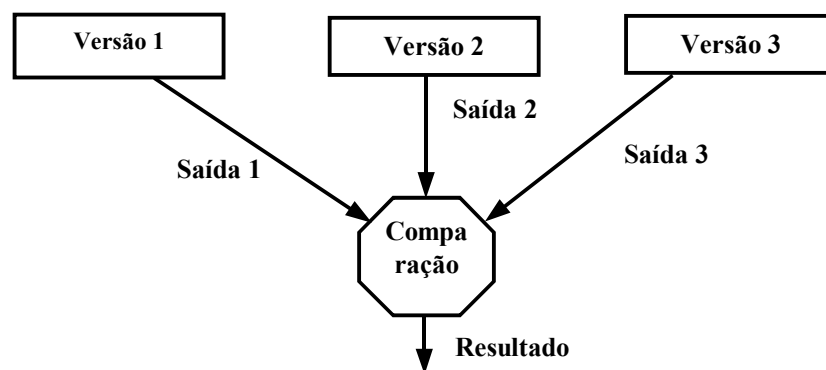 Versão 1
Versão 2
Versão 3
Saída 1
Saída 2
Saída 3
Compa
ração
Resultado